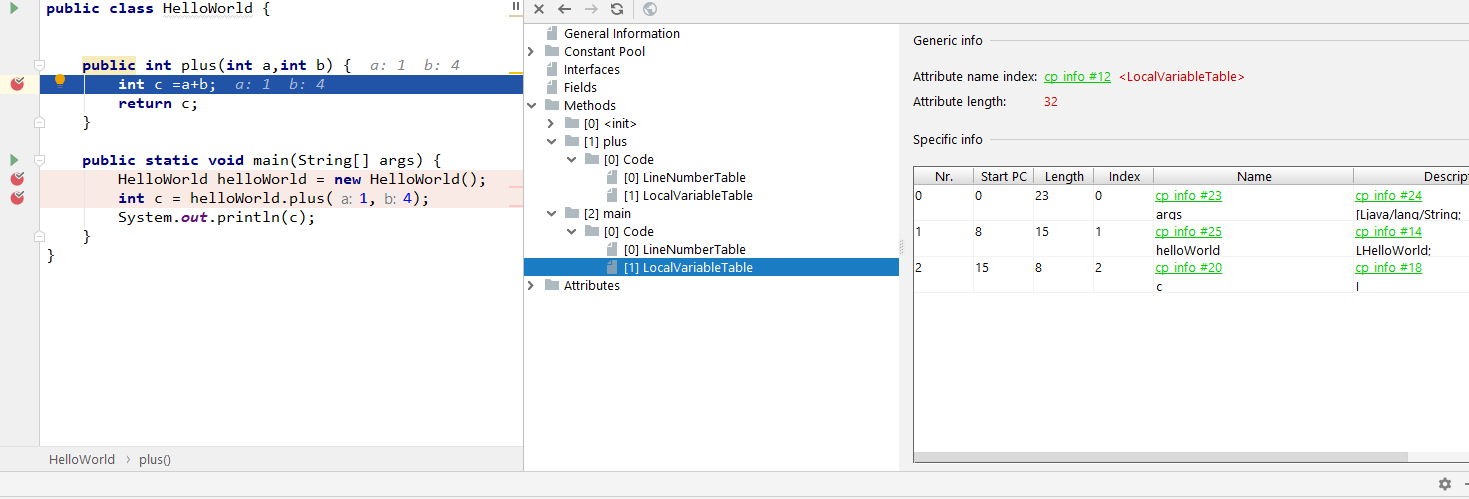 public class HelloWorld {
public int plus(int a,int b) {  a: 1  b: 4
int c =a+b;  a: 1  b: 4
return c;
}
public static void main(String[] args) {
HelloWorld helloWorld = new HelloWorld();
int c = helloWorld.plus( a: 1, b: 4);
System.out.println(c);
}
}
HelloWorld › plus()
General Information
Constant Pool
Interfaces
Fields
Methods
[0] <init>
[1] plus
[0] Code
[0] LineNumberTable
[1] LocalVariableTable
[2] main
[0] Code
[0] LineNumberTable
[1] LocalVariableTable
Attributes
Generic info
Attribute name index: cp info #12 <LocalVariableTable>
Attribute length: 32
Specific info
Nr. Start PC Length Index Name Descript
0 0 23 0 cp info #23 cp info #24
args [Ljava/lang/String;
1 8 15 1 cp info #25 cp info #14
helloWorld LHelloWorld;
2 15 8 2 cp info #20 cp info #18
c I